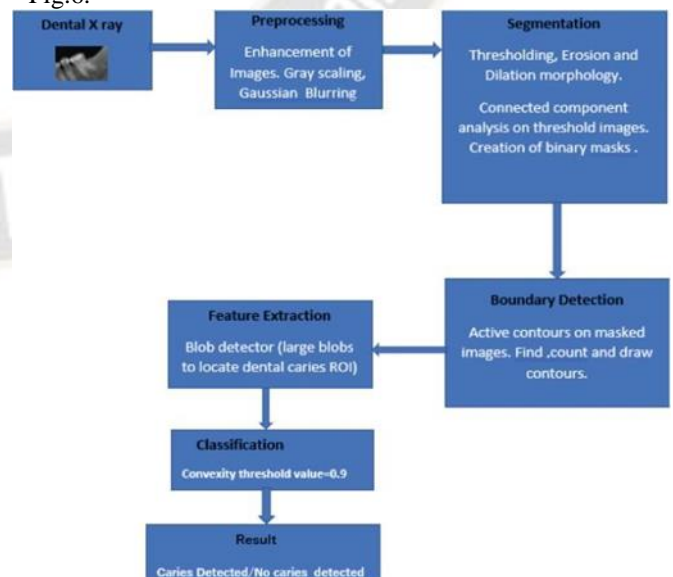 Fig.6.
Dental X ray
Preprocessing
Enhancement of
Images. Gray scaling,
Gaussian Blurring
Segmentation
Thresholding, Erosion and
Dilation morphology.
Connected component
analysis on threshold images.
Creation of binary masks .
Boundary Detection
Active contours on masked
images. Find ,count and draw
contours.
Feature Extraction
Blob detector (large blobs
to locate dental caries ROI)
Classification
Convexity threshold value=0.9
Result
Caries Detected/No caries detected